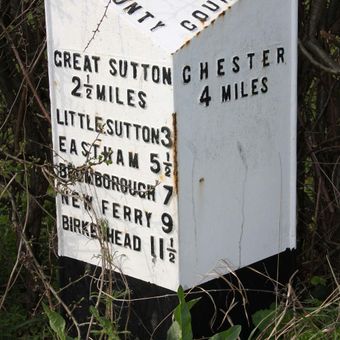 COUNTY
COU
GREAT SUTTON
2½ MILES
LITTLE SUTTON 3
EASTHAM 5½
BROMBOROUGH 7
NEW FERRY 9
BIRKENHEAD 11½
CHESTER
4 MILES